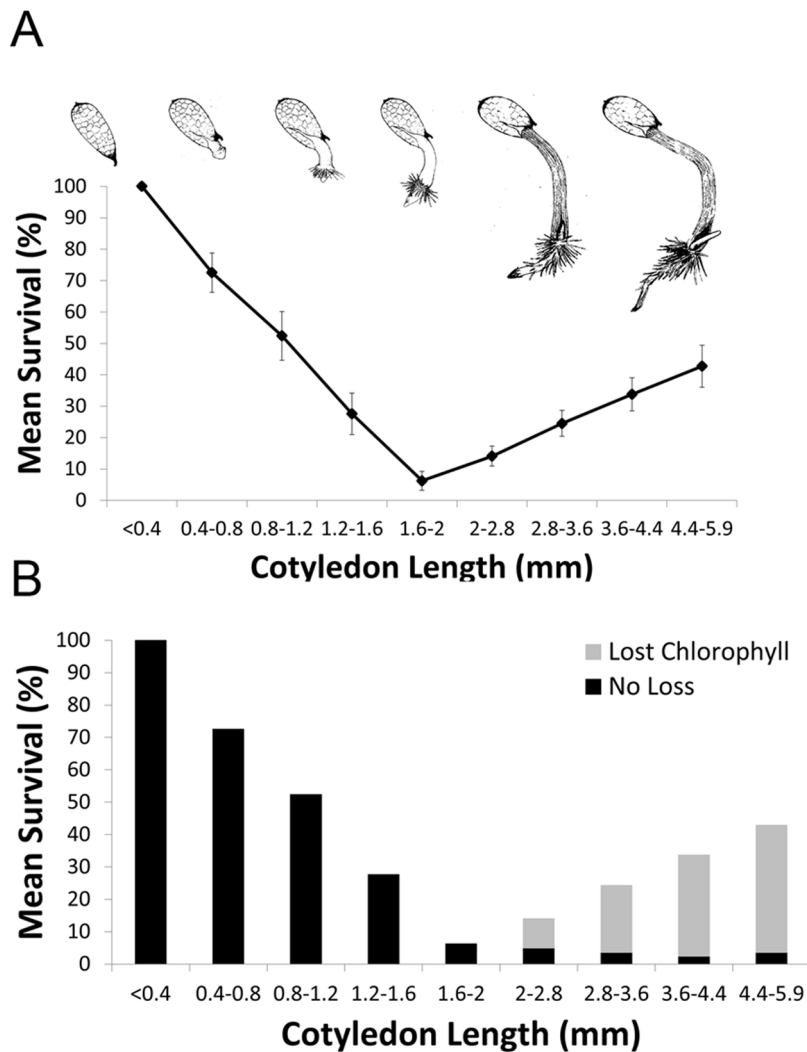 A
100
90
80
70
60
50
40
30
20
10
0
Mean Survival (%)
<0.4 0.4-0.8 0.8-1.2 1.2-1.6 1.6-2 2-2.8 2.8-3.6 3.6-4.4 4.4-5.9
Cotyledon Length (mm)
B
100
90
80
70
60
50
40
30
20
10
0
Mean Survival (%)
Lost Chlorophyll
No Loss
<0.4 0.4-0.8 0.8-1.2 1.2-1.6 1.6-2 2-2.8 2.8-3.6 3.6-4.4 4.4-5.9
Cotyledon Length (mm)